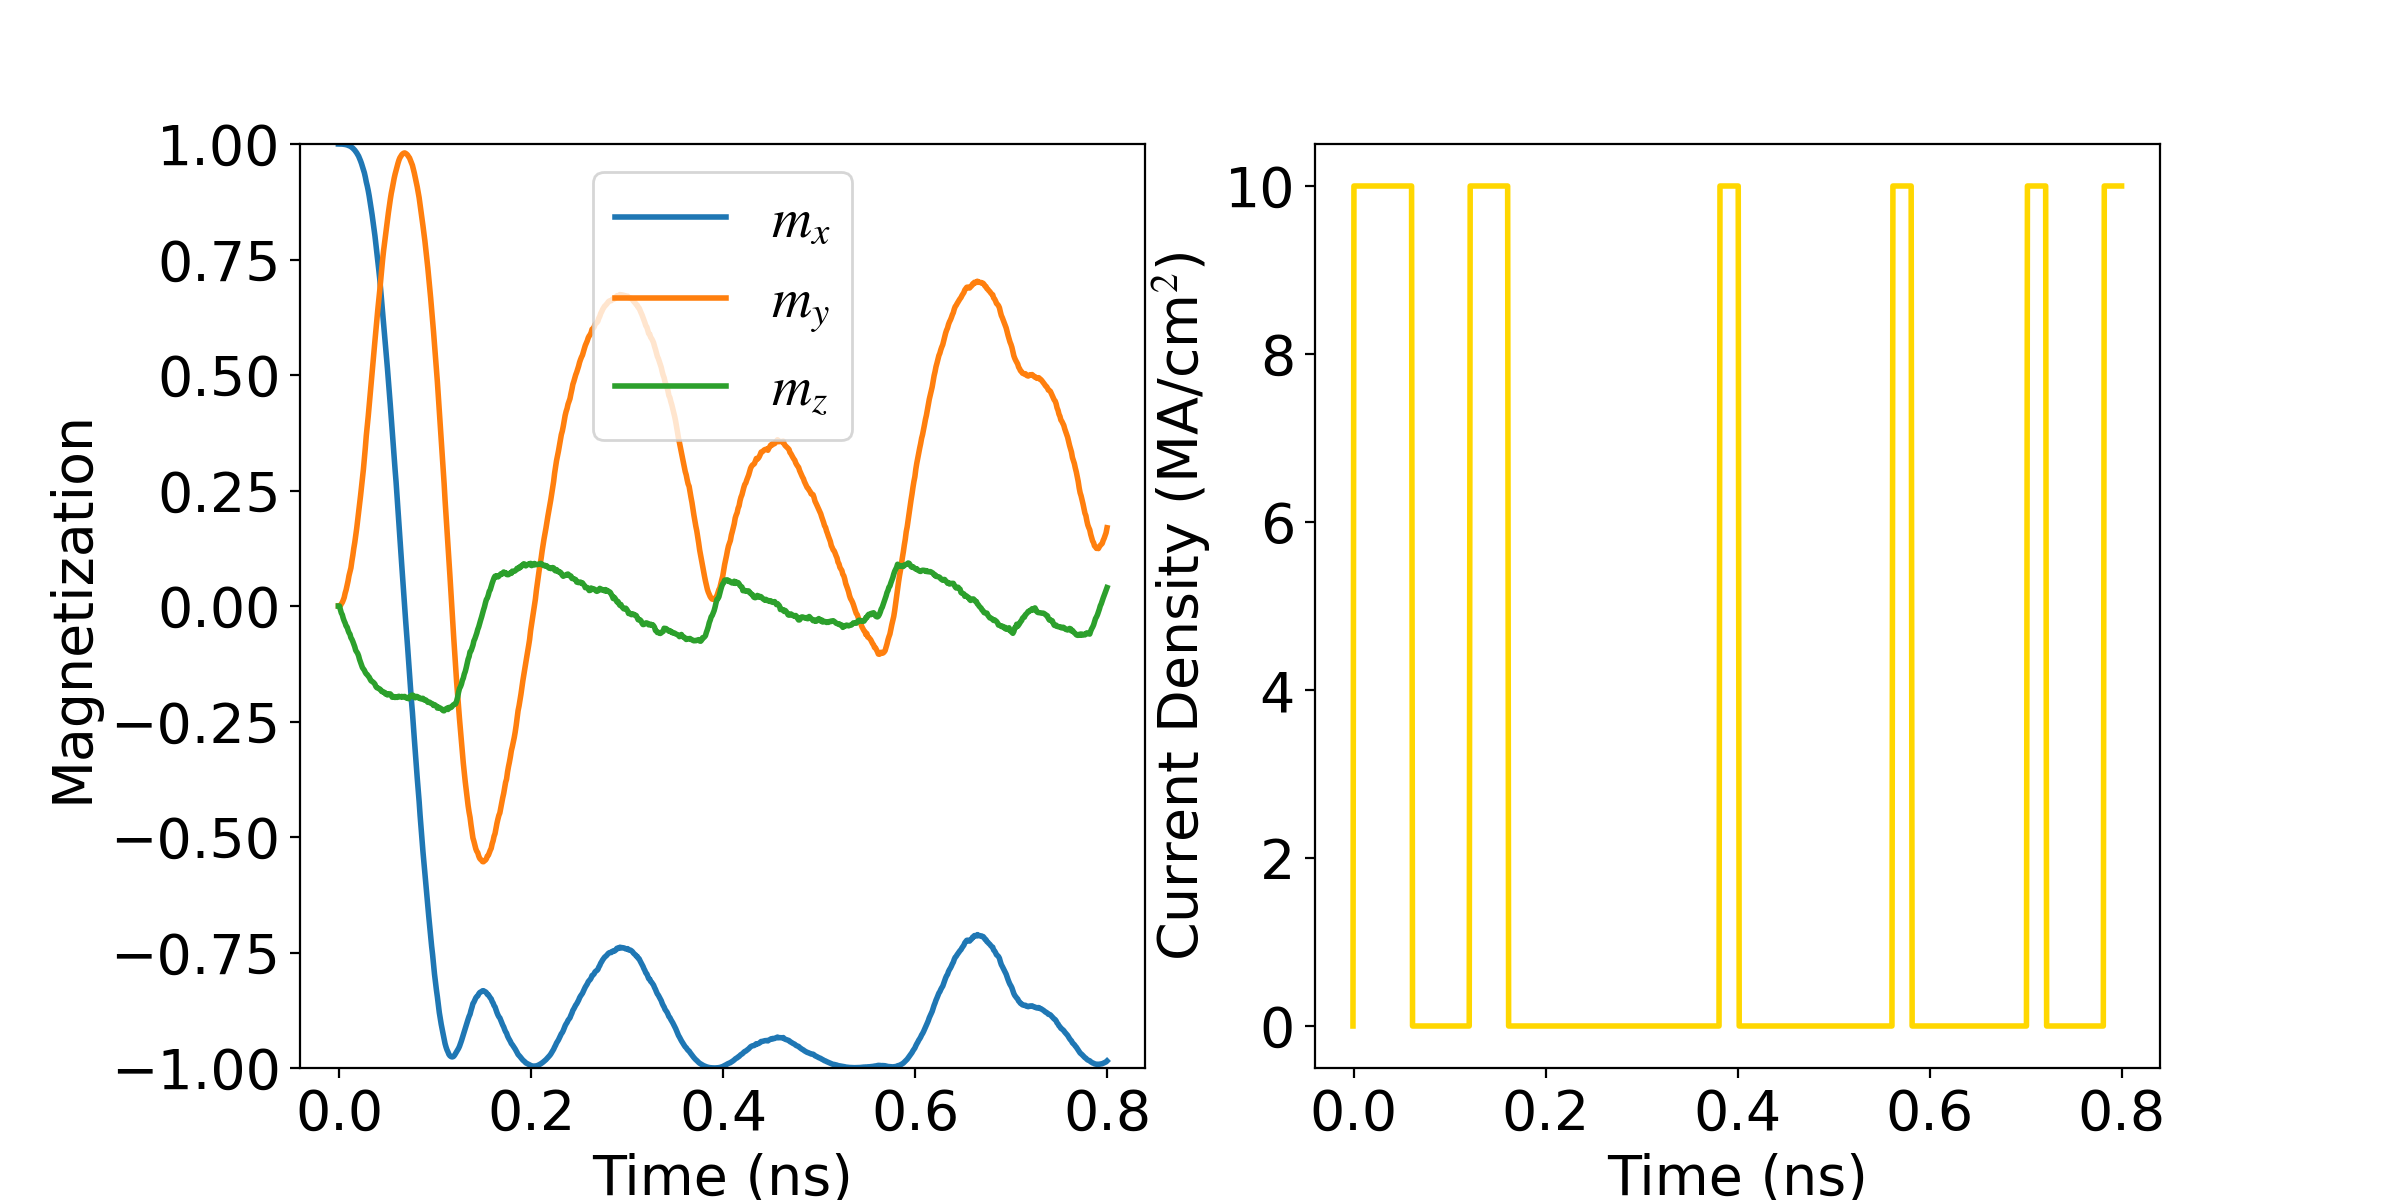 1.00
0.75
0.50
0.25
0.00
−0.25
−0.50
−0.75
−1.00
0.0 0.2 0.4 0.6 0.8
Time (ns)
Magnetization
m_x
m_y
m_z
10
8
6
4
2
0
0.0 0.2 0.4 0.6 0.8
Time (ns)
Current Density (MA/cm²)